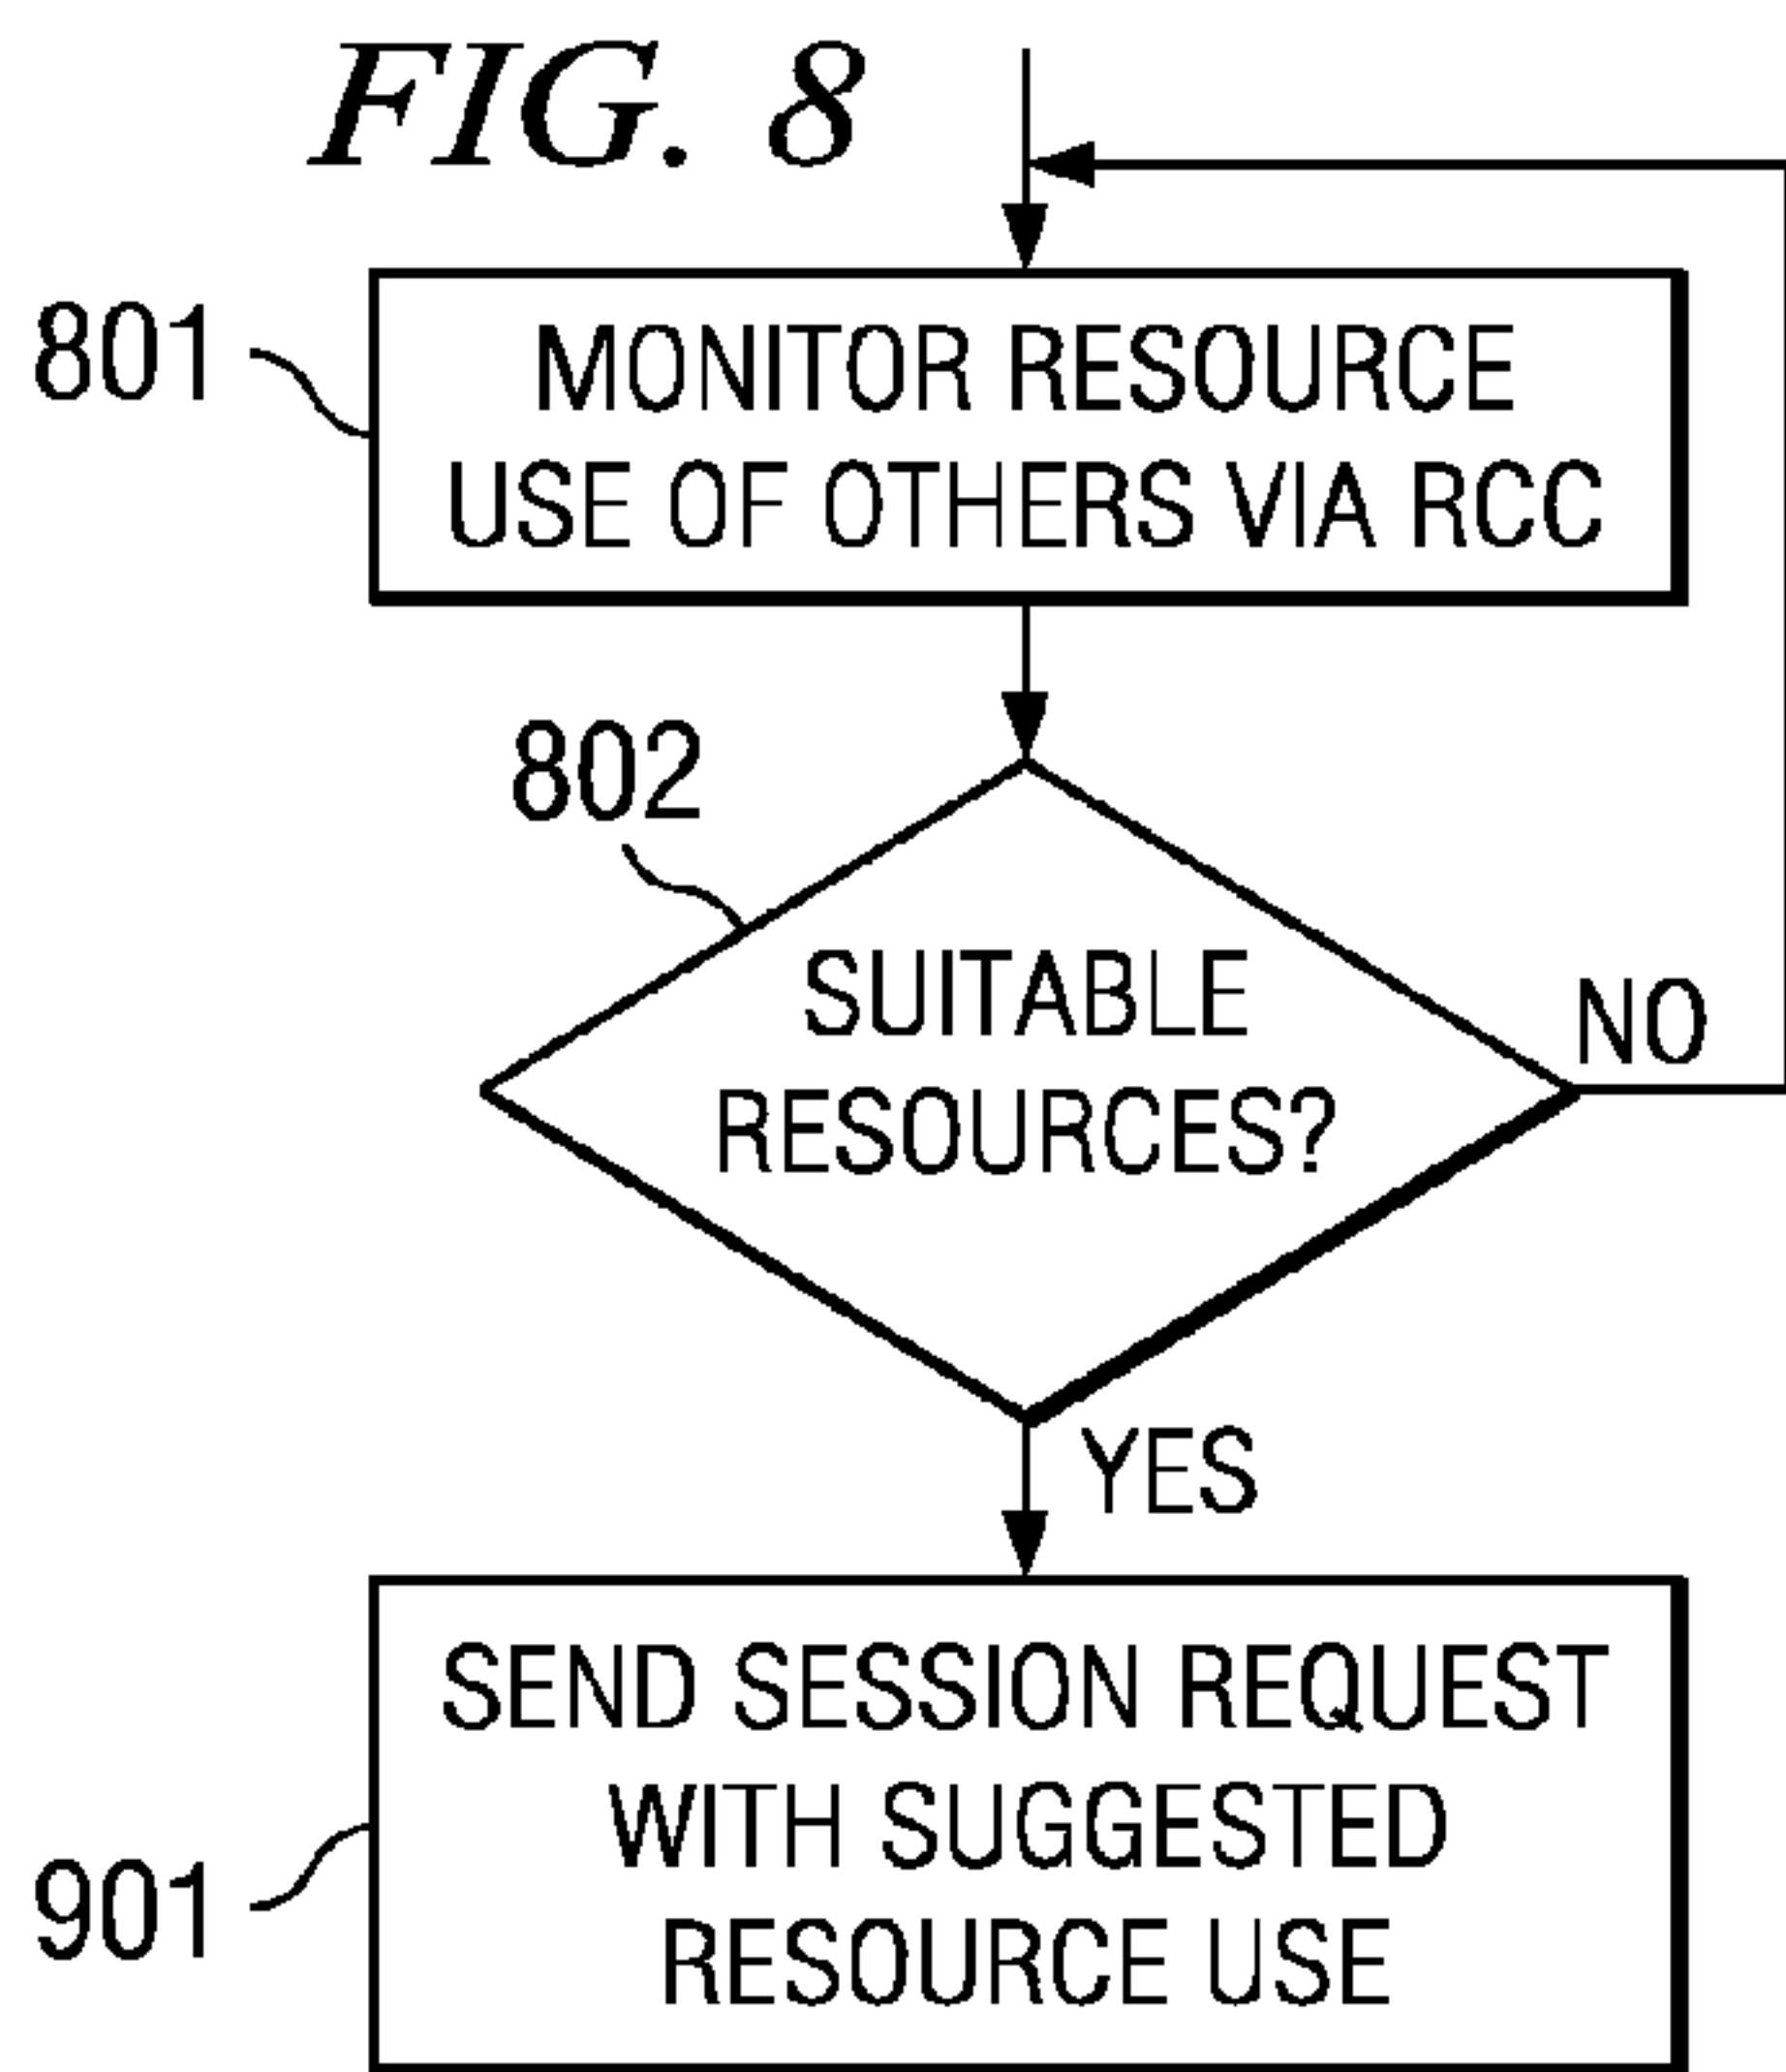 FIG. 8
801
MONITOR RESOURCE
USE OF OTHERS VIA RCC
802
SUITABLE
RESOURCES?
NO
YES
901
SEND SESSION REQUEST
WITH SUGGESTED
RESOURCE USE